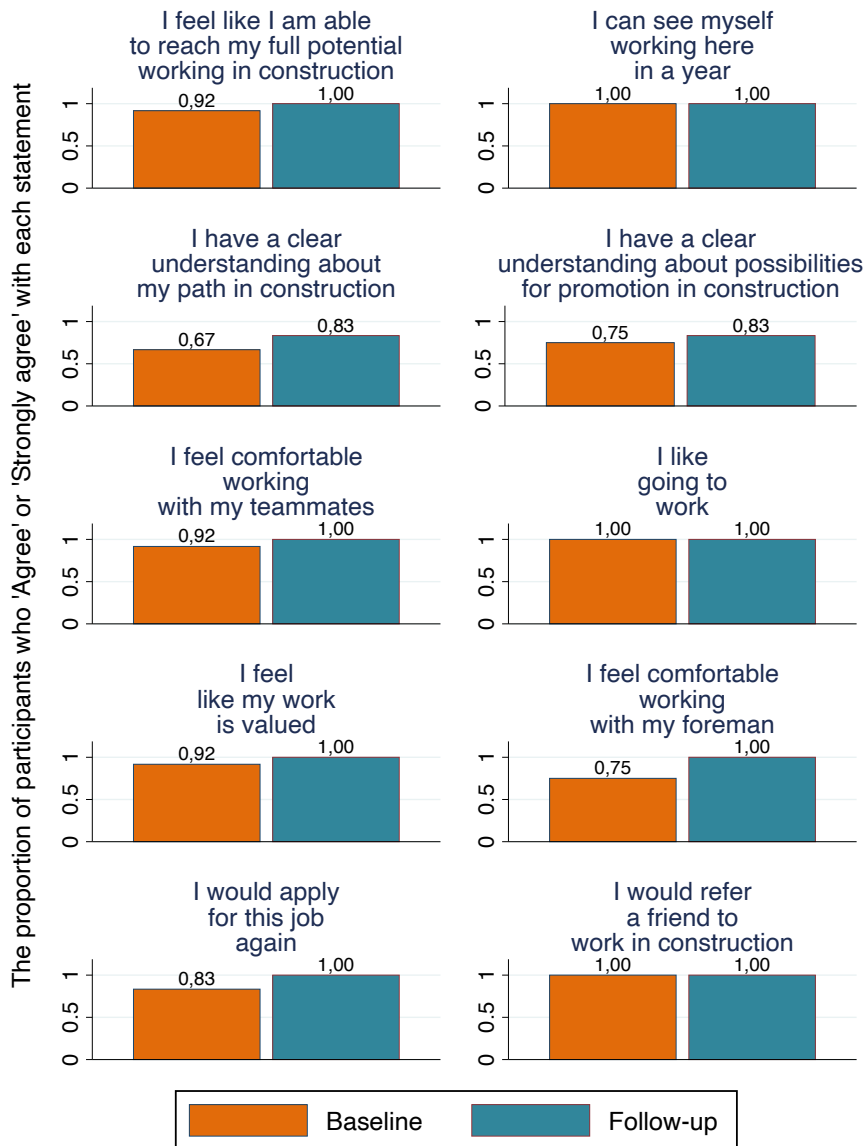 The proportion of participants who 'Agree' or 'Strongly agree' with each statement
I feel like I am able
to reach my full potential
working in construction
1
0.5
0
0,92
1,00
I can see myself
working here
in a year
1
0.5
0
1,00
1,00
I have a clear
understanding about
my path in construction
1
0.5
0
0,67
0,83
I have a clear
understanding about possibilities
for promotion in construction
1
0.5
0
0,75
0,83
I feel comfortable
working
with my teammates
1
0.5
0
0,92
1,00
I like
going to
work
1
0.5
0
1,00
1,00
I feel
like my work
is valued
1
0.5
0
0,92
1,00
I feel comfortable
working
with my foreman
1
0.5
0
0,75
1,00
I would apply
for this job
again
1
0.5
0
0,83
1,00
I would refer
a friend to
work in construction
1
0.5
0
1,00
1,00
Baseline
Follow-up